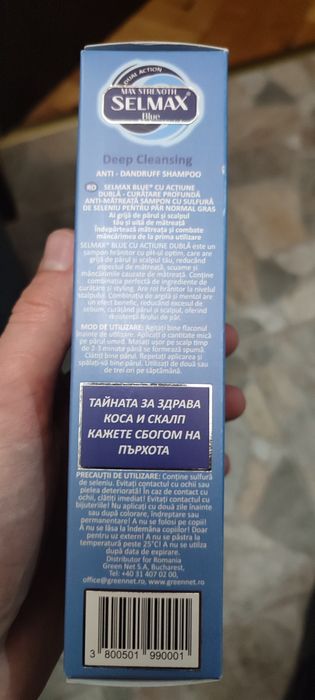 DUAL ACTION
MAX STRENGTH
SELMAX®
Blue
Deep Cleansing
ANTI - DANDRUFF SHAMPOO
RO SELMAX BLUE® CU ACȚIUNE
DUBLĂ - CURĂȚARE PROFUNDĂ
ANTI-MĂTREAȚĂ ȘAMPON CU SULFURĂ
DE SELENIU PENTRU PĂR NORMAL GRAS
Ai grijă de părul și scalpul
tău și uită de mătreață
Îndepărtează mătreața și combate
mâncărimea de la prima utilizare
SELMAX® BLUE CU ACȚIUNE DUBLĂ este un
șampon hrănitor cu pH-ul optim, care are
grijă de părul și scalpul tău, reducând
aspectul de mătreață, scuame și
mâncărimile cauzate de mătreață. Conține
combinația perfectă de ingrediente de
curățare și styling. Are rol hrănitor la nivelul
scalpului. Combinația de argilă și mentol are
un efect benefic, reducând excesul de
sebum, curățând părul și scalpul, oferind
rezistență firului de păr.
MOD DE UTILIZARE: Agitați bine flaconul
înainte de utilizare. Aplicați o cantitate mică
pe părul umed. Masați ușor pe scalp timp
de 2-3 minute până se formează spumă.
Clătiți bine părul. Repetați aplicarea și
spălați-vă bine părul. Utilizați de două sau
de trei ori pe săptămână.
ТАЙНАТА ЗА ЗДРАВА
КОСА И СКАЛП
КАЖЕТЕ СБОГОМ НА
ПЪРХОТА
PRECAUȚII DE UTILIZARE: Conține sulfură
de seleniu. Evitați contactul cu ochii sau
pielea deteriorată! În caz de contact cu
ochii, clătiți imediat! Evitați contactul cu
bijuteriile! Nu aplicați cu două zile înainte
sau după colorare, îndreptare sau
permanentare! A nu se folosi pe copii!
A nu se lăsa la îndemâna copiilor! Doar
pentru uz extern! A nu se păstra la
temperatură peste 25°C! A nu se utiliza
după data de expirare.
Distribuitor for Romania
Green Net S.A, Bucharest,
Tel: +40 31 407 02 00,
office@greennet.ro, www.greennet.ro
3 800501 990001